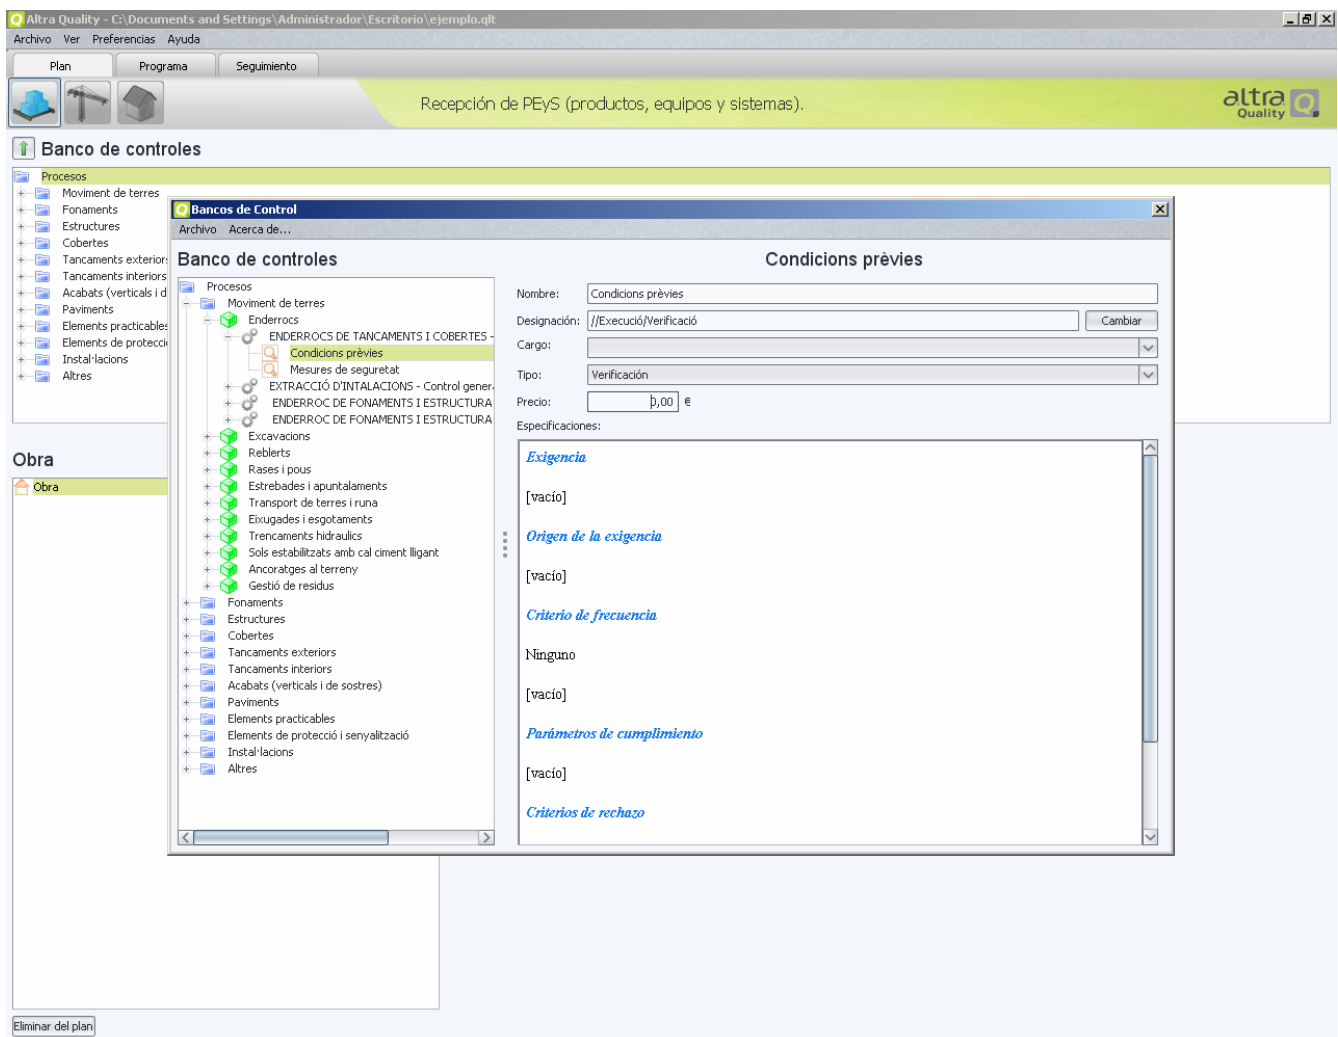 Altra Quality - C:\Documents and Settings\Administrador\Escritorio\ejemplo.qlt
Archivo Ver Preferencias Ayuda
Plan Programa Seguimiento
Recepción de PEyS (productos, equipos y sistemas).
altra
Quality
Banco de controles
Procesos
Moviment de terres
Fonaments
Estructures
Cobertes
Tancaments exterior
Tancaments interiors
Acabats (verticals i d
Paviments
Elements practicables
Elements de protecci
Instal·lacions
Altres
Obra
Obra
Eliminar del plan
Bancos de Control
Archivo Acerca de...
Banco de controles
Procesos
Moviment de terres
Enderrocs
ENDERROCS DE TANCAMENTS I COBERTES -
Condicions prèvies
Mesures de seguretat
EXTRACCIÓ D'INTALACIONS - Control gener
ENDERROC DE FONAMENTS I ESTRUCTURA
ENDERROC DE FONAMENTS I ESTRUCTURA
Excavacions
Reblerts
Rases i pous
Estrebades i apuntalaments
Transport de terres i runa
Eixugades i esgotaments
Trencaments hidraulics
Sols estabilitzats amb cal ciment lligant
Ancoratges al terreny
Gestió de residus
Fonaments
Estructures
Cobertes
Tancaments exteriors
Tancaments interiors
Acabats (verticals i de sostres)
Paviments
Elements practicables
Elements de protecció i senyalització
Instal·lacions
Altres
Condicions prèvies
Nombre: Condicions prèvies
Designación: //Execució/Verificació Cambiar
Cargo:
Tipo: Verificación
Precio: 0,00 €
Especificaciones:
Exigencia
[vacío]
Origen de la exigencia
[vacío]
Criterio de frecuencia
Ninguno
[vacío]
Parámetros de cumplimiento
[vacío]
Criterios de rechazo